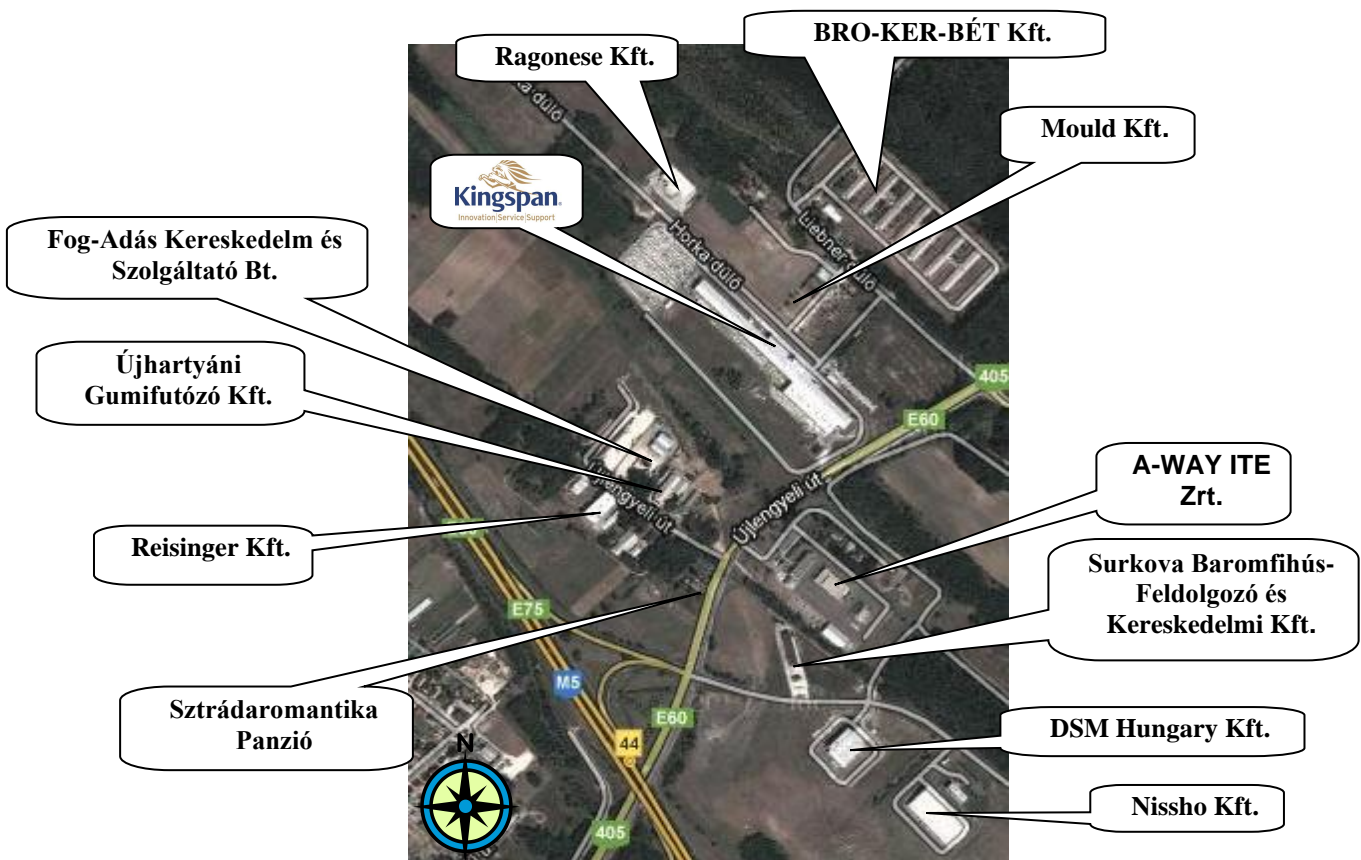 BRO-KER-BÉT Kft.
Ragonese Kft.
Mould Kft.
Kingspan.
Innovation|Service|Support
Fog-Adás Kereskedelm és
Szolgáltató Bt.
Újhartyáni
Gumifutózó Kft.
Reisinger Kft.
Sztrádaromantika
Panzió
A-WAY ITE
Zrt.
Surkova Baromfihús-
Feldolgozó és
Kereskedelmi Kft.
DSM Hungary Kft.
Nissho Kft.
dűlő
Horka dűlő
Liebner dűlő
405
E60
Újlengyeli út
Újlengyeli út
E75
M5
E60
44
405
N